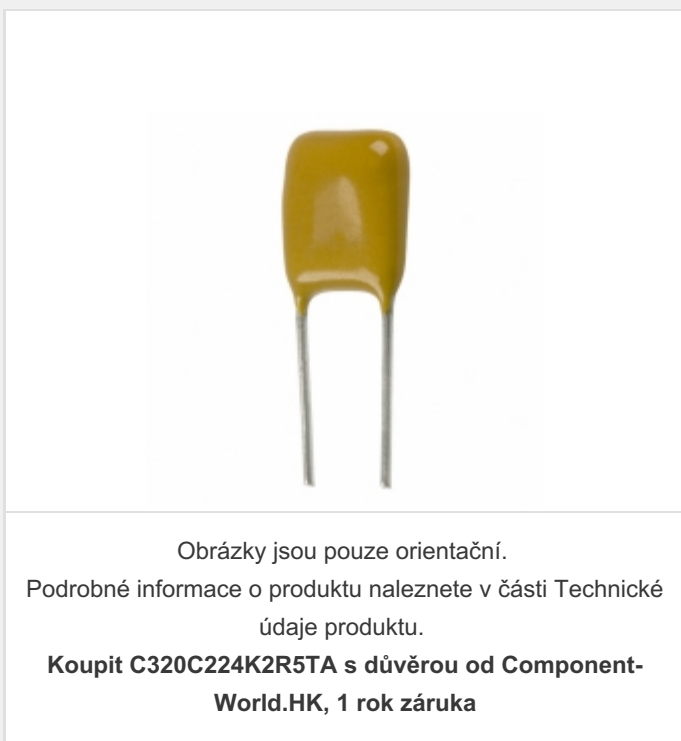 Obrázky jsou pouze orientační.
Podrobné informace o produktu naleznete v části Technické
údaje produktu.
Koupit C320C224K2R5TA s důvěrou od Component-
World.HK, 1 rok záruka